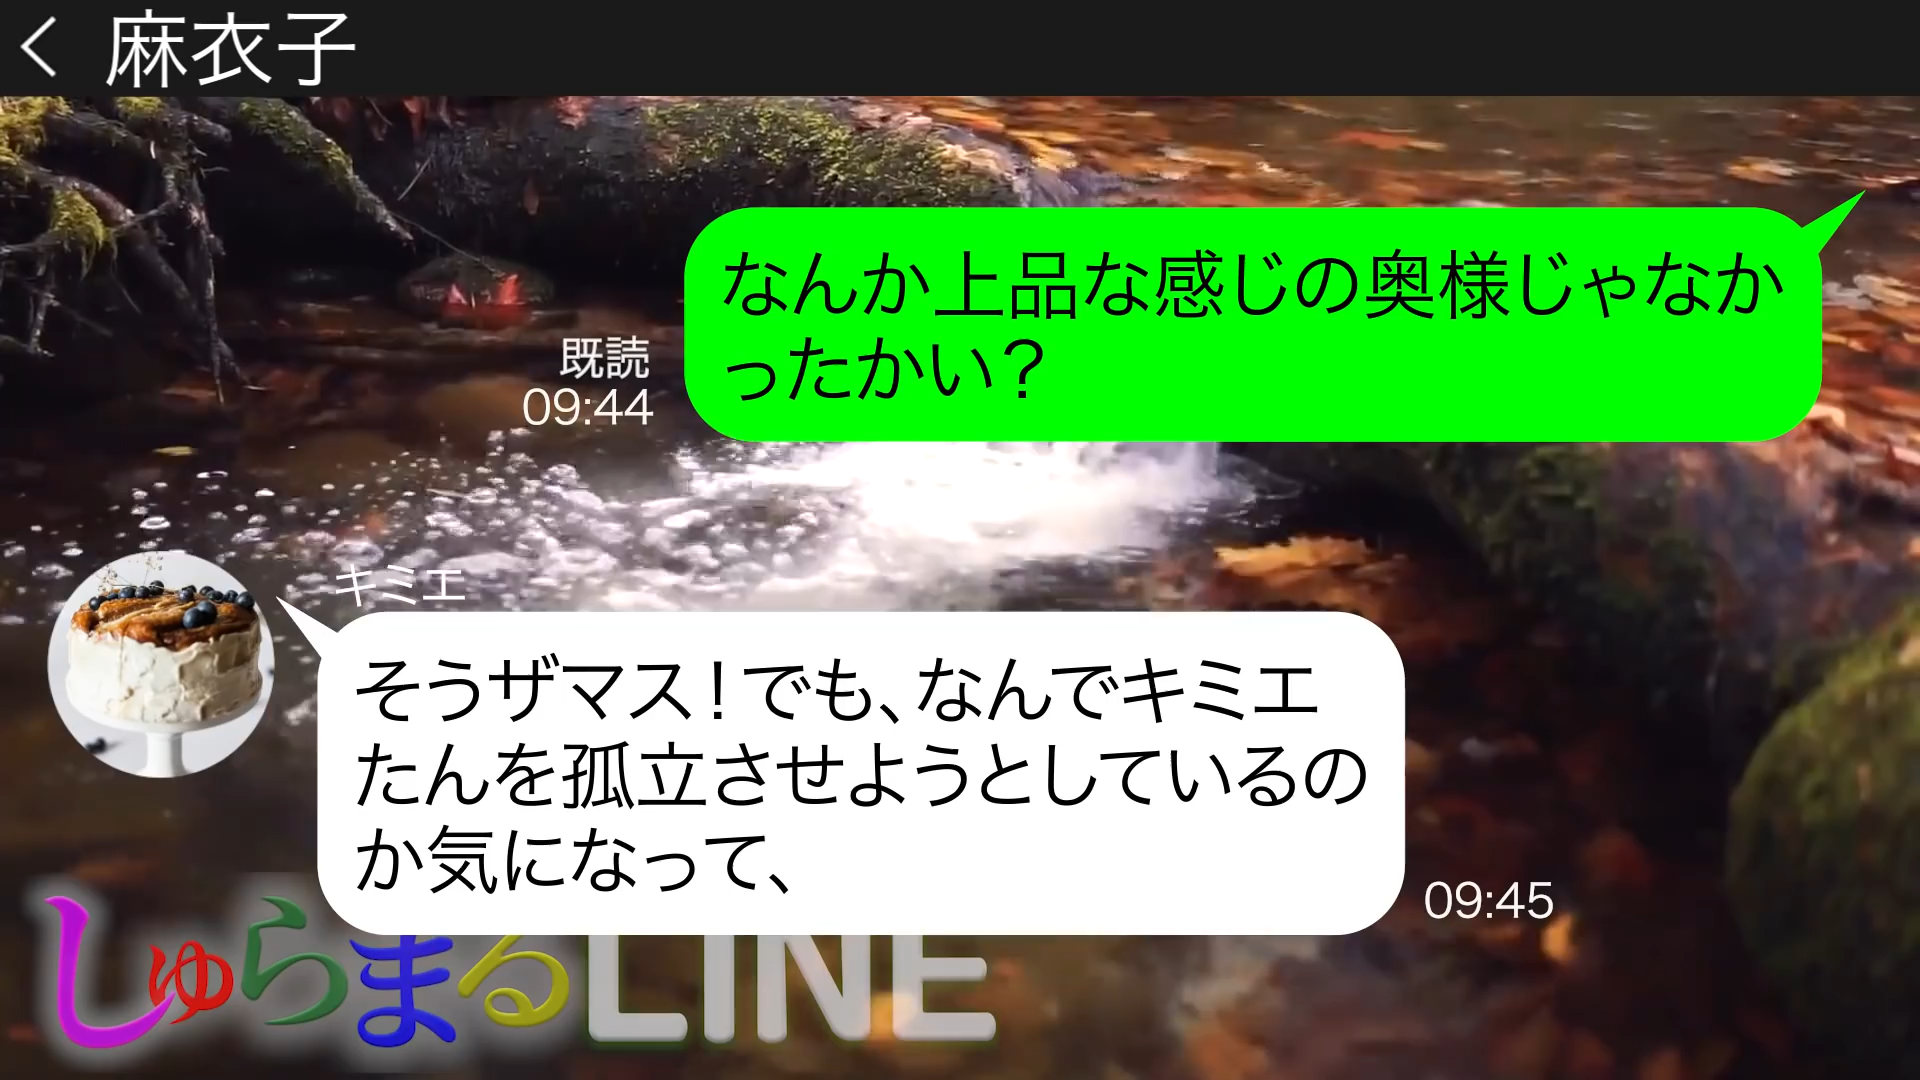 麻衣子
なんか上品な感じの奥様じゃなか
ったかい？
既読
09:44
キミエ
そうザマス！でも、なんでキミエ
たんを孤立させようとしているの
か気になって、
09:45
しゅらまるLINE